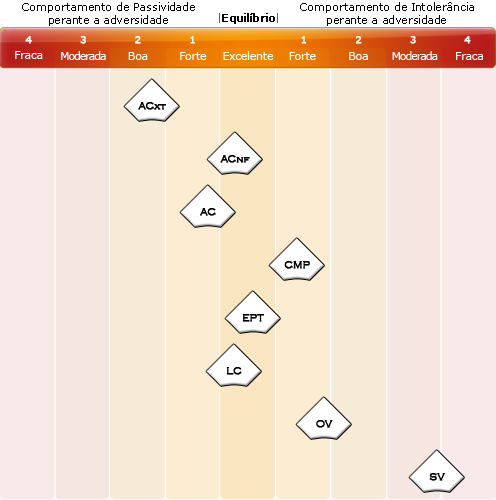 Comportamento de Passividade
perante a adversidade
|Equilíbrio|
Comportamento de Intolerância
perante a adversidade
4 3 2 1 1 2 3 4
Fraca Moderada Boa Forte Excelente Forte Boa Moderada Fraca
ACXT
ACNF
AC
CMP
EPT
LC
OV
SV